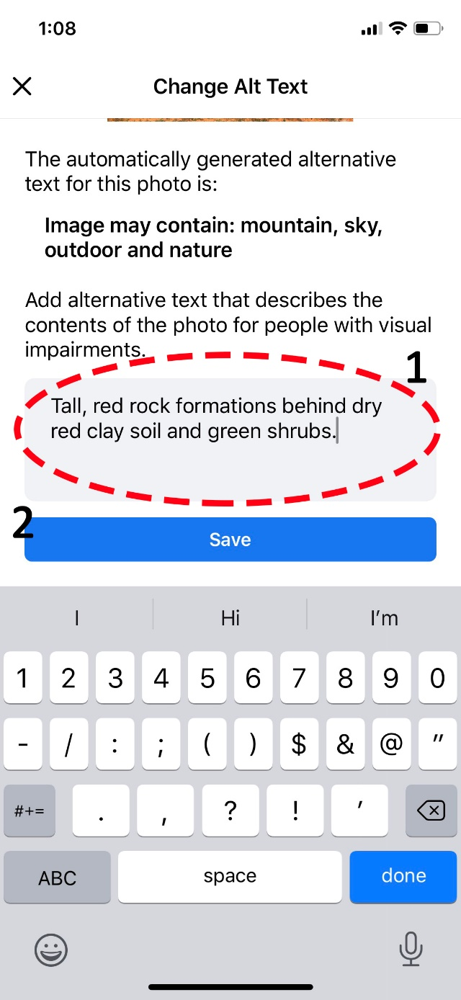 1:08
Change Alt Text
The automatically generated alternative
text for this photo is:
Image may contain: mountain, sky,
outdoor and nature
Add alternative text that describes the
contents of the photo for people with visual
impairments.
1
Tall, red rock formations behind dry
red clay soil and green shrubs.
2
Save
I Hi I’m
1 2 3 4 5 6 7 8 9 0
- / : ; ( ) $ & @ "
#+= . , ? ! ’
ABC space done